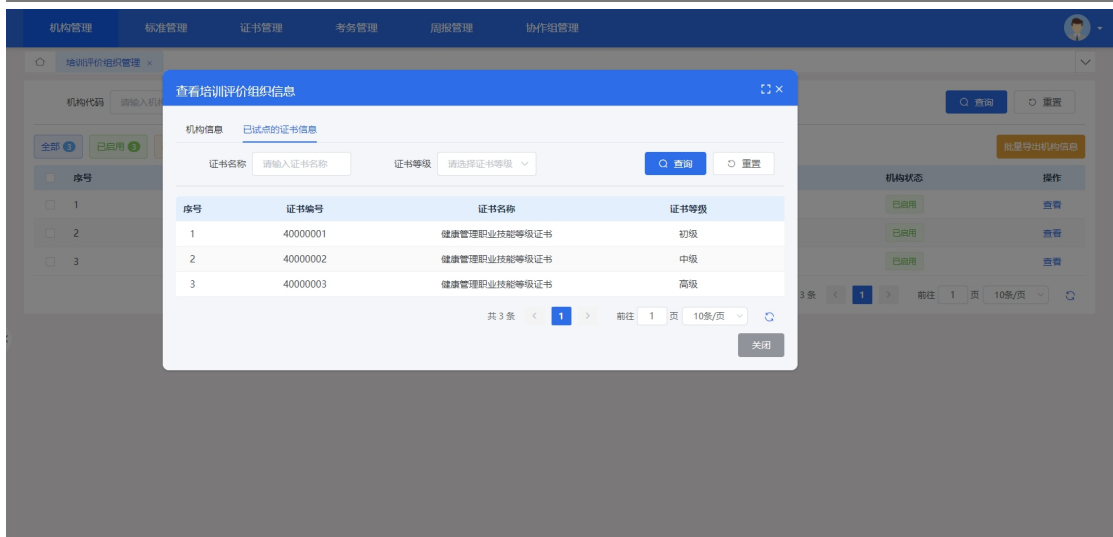 机构管理 标准管理 证书管理 考务管理 周报管理 协作组管理
培训评价组织管理 ×
机构代码 请输入机构 查询 重置
全部 3 已启用 3 批量导出机构信息
序号 机构状态 操作
1 已启用 查看
2 已启用 查看
3 已启用 查看
3 条 1 前往 1 页 10条/页
查看培训评价组织信息
机构信息 已试点的证书信息
证书名称 请输入证书名称 证书等级 请选择证书等级 查询 重置
序号 证书编号 证书名称 证书等级
1 40000001 健康管理职业技能等级证书 初级
2 40000002 健康管理职业技能等级证书 中级
3 40000003 健康管理职业技能等级证书 高级
共 3 条 1 前往 1 页 10条/页
关闭